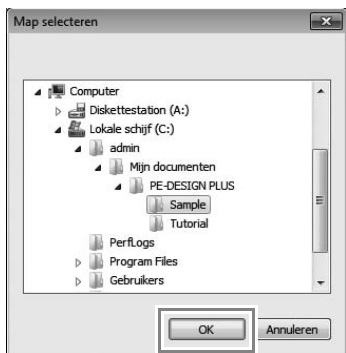 Map selecteren
Computer
Diskettestation (A:)
Lokale schijf (C:)
admin
Mijn documenten
PE-DESIGN PLUS
Sample
Tutorial
PerfLogs
Program Files
Gebruikers
OK
Annuleren